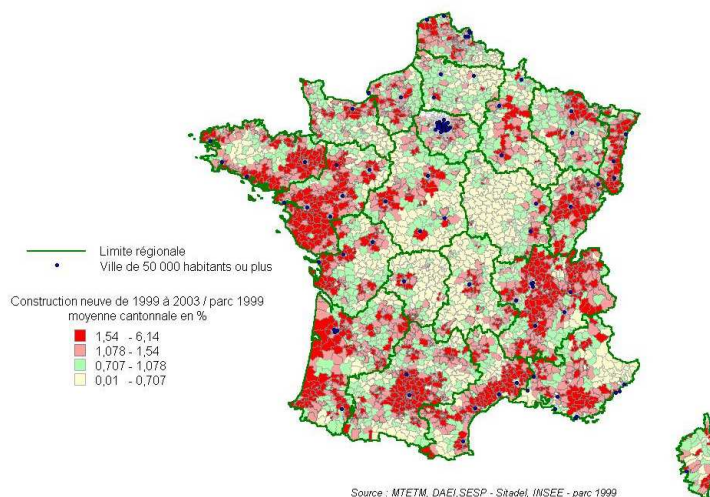 Limite régionale
Ville de 50 000 habitants ou plus
Construction neuve de 1999 à 2003 / parc 1999
moyenne cantonnale en %
1,54 - 6,14
1,078 - 1,54
0,707 - 1,078
0,01 - 0,707
Source : MTETM, DAEI,SESP - Sitadel, INSEE - parc 1999